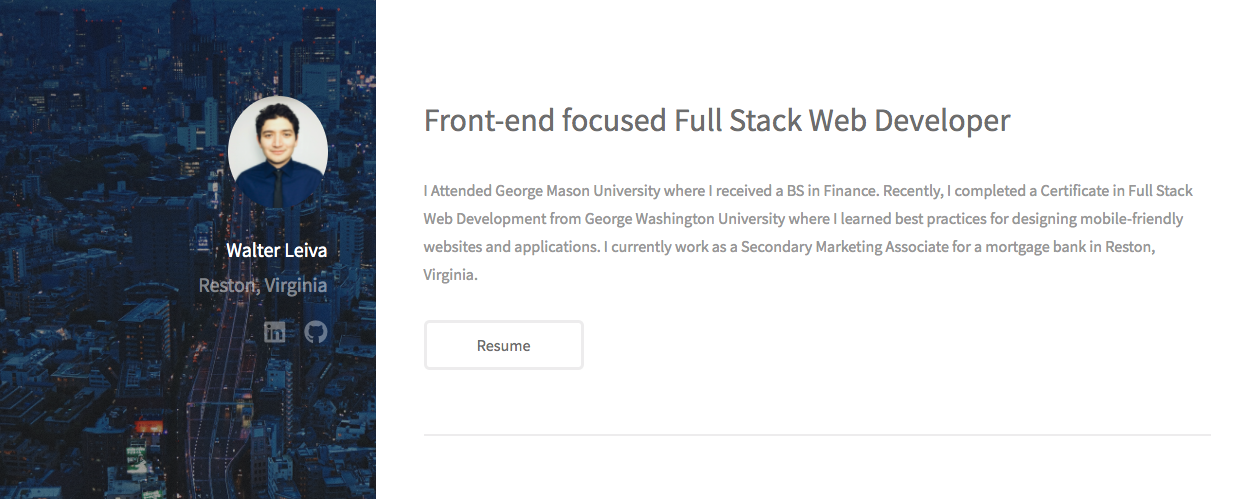 Walter Leiva
Reston, Virginia
in
Front-end focused Full Stack Web Developer
I Attended George Mason University where I received a BS in Finance. Recently, I completed a Certificate in Full Stack
Web Development from George Washington University where I learned best practices for designing mobile-friendly
websites and applications. I currently work as a Secondary Marketing Associate for a mortgage bank in Reston,
Virginia.
Resume